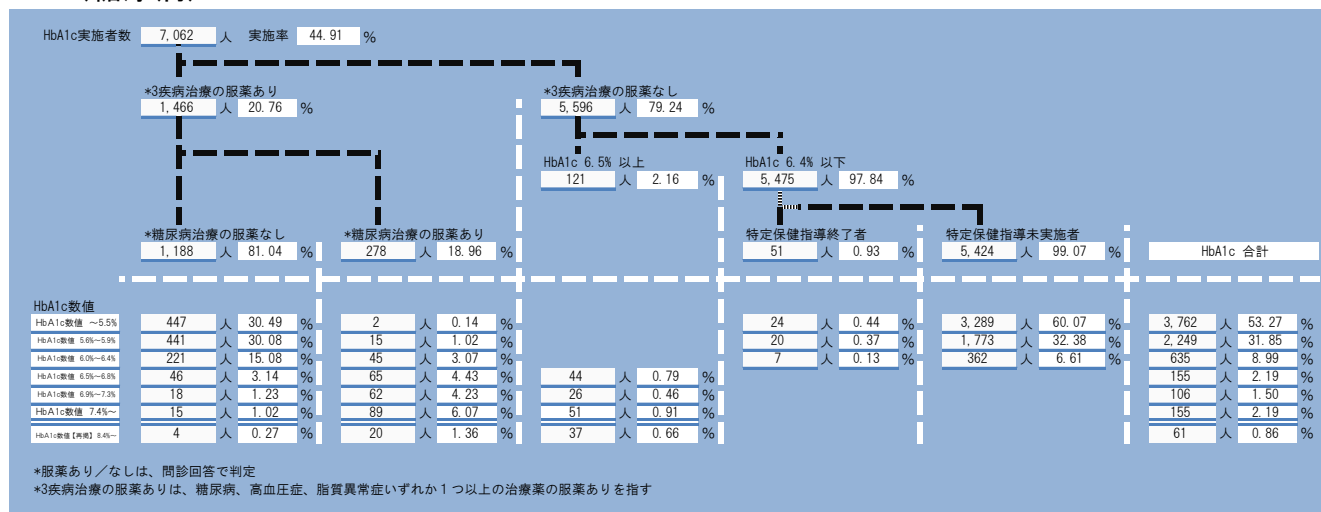 HbA1c実施者数 7,062 人 実施率 44.91 %
*3疾病治療の服薬あり *3疾病治療の服薬なし
1,466 人 20.76 % 5,596 人 79.24 %
HbA1c 6.5% 以上 HbA1c 6.4% 以下
121 人 2.16 % 5,475 人 97.84 %
*糖尿病治療の服薬なし *糖尿病治療の服薬あり 特定保健指導終了者 特定保健指導未実施者
1,188 人 81.04 % 278 人 18.96 % 51 人 0.93 % 5,424 人 99.07 % HbA1c 合計
HbA1c数値
HbA1c数値 ～5.5% 447 人 30.49 % 2 人 0.14 % 24 人 0.44 % 3,289 人 60.07 % 3,762 人 53.27 %
HbA1c数値 5.6%～5.9% 441 人 30.08 % 15 人 1.02 % 20 人 0.37 % 1,773 人 32.38 % 2,249 人 31.85 %
HbA1c数値 6.0%～6.4% 221 人 15.08 % 45 人 3.07 % 7 人 0.13 % 362 人 6.61 % 635 人 8.99 %
HbA1c数値 6.5%～6.8% 46 人 3.14 % 65 人 4.43 % 44 人 0.79 % 155 人 2.19 %
HbA1c数値 6.9%～7.3% 18 人 1.23 % 62 人 4.23 % 26 人 0.46 % 106 人 1.50 %
HbA1c数値 7.4%～ 15 人 1.02 % 89 人 6.07 % 51 人 0.91 % 155 人 2.19 %
HbA1c数値【再掲】8.4%～ 4 人 0.27 % 20 人 1.36 % 37 人 0.66 % 61 人 0.86 %
*服薬あり／なしは、問診回答で判定
*3疾病治療の服薬ありは、糖尿病、高血圧症、脂質異常症いずれか１つ以上の治療薬の服薬ありを指す